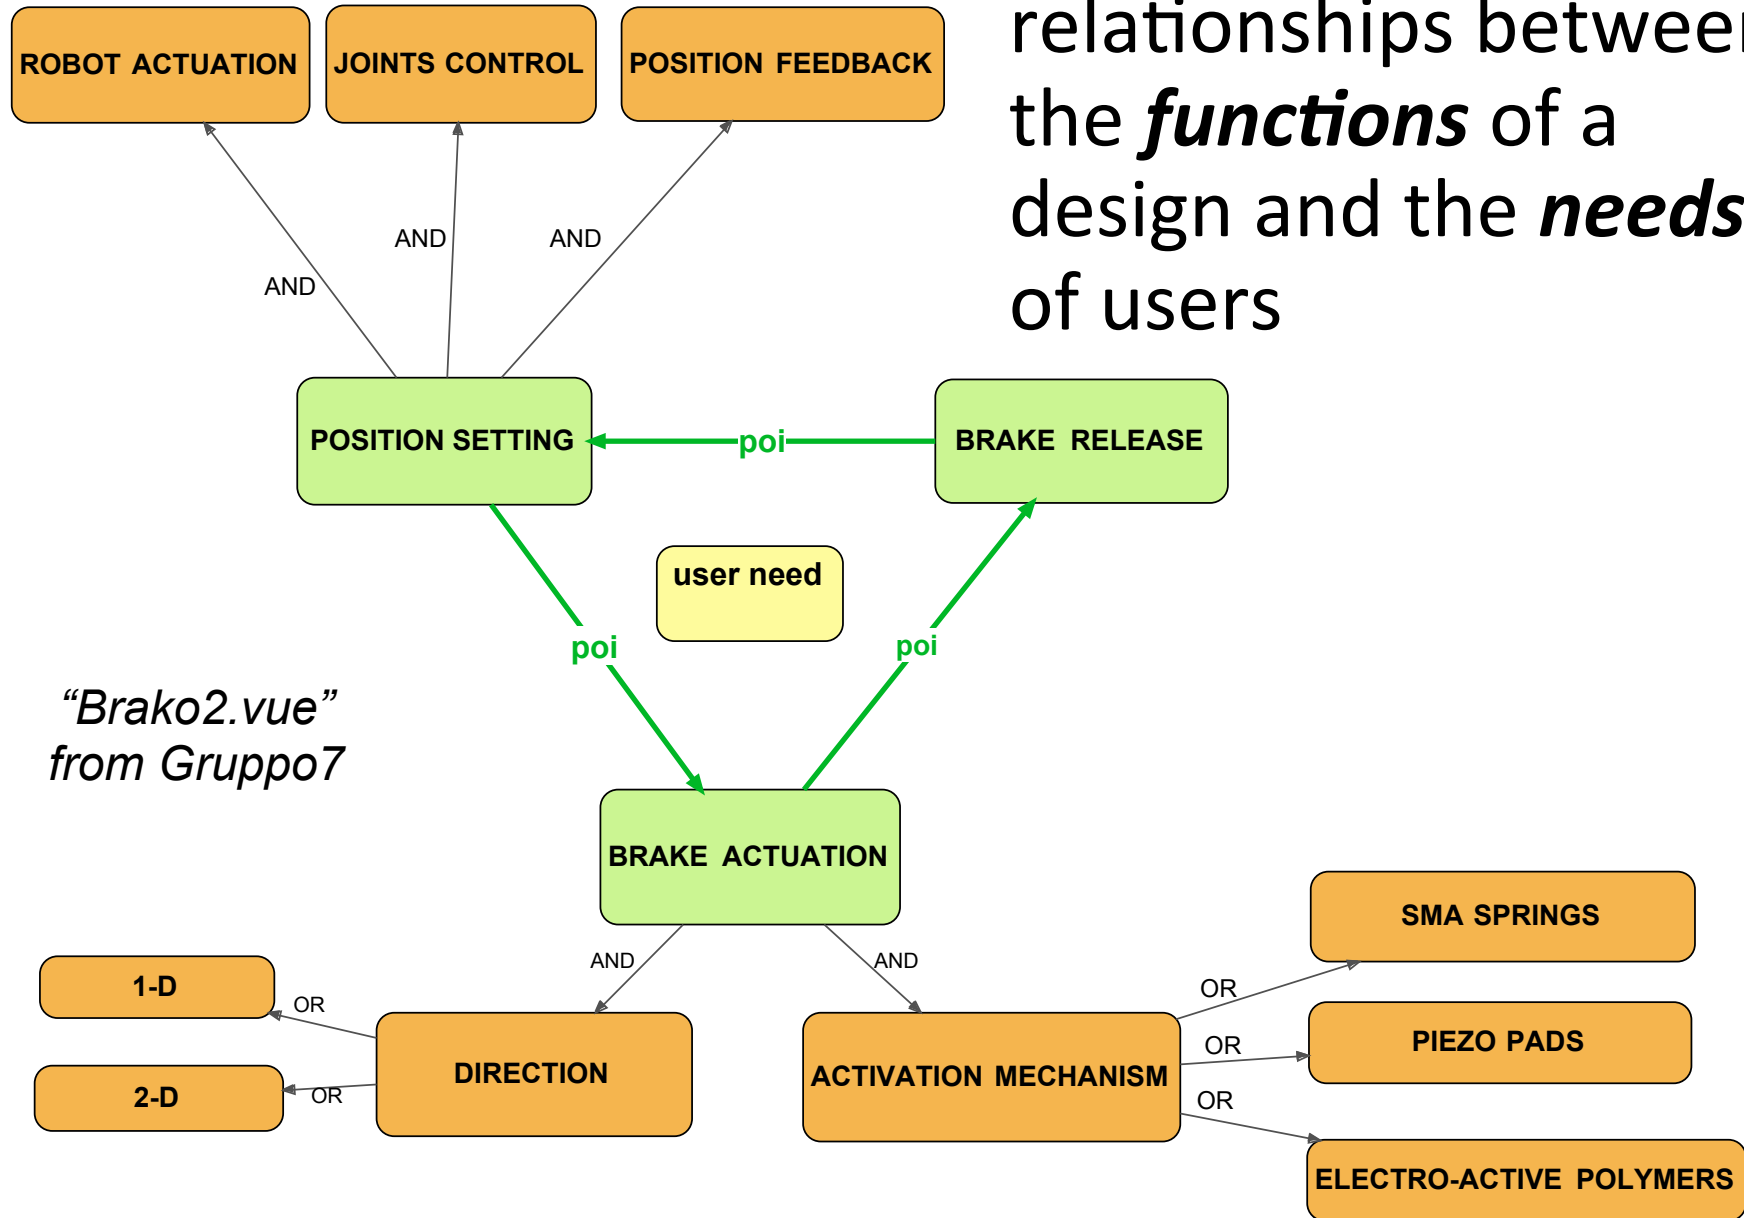 relationships between
the functions of a
design and the needs
of users
ROBOT ACTUATION
JOINTS CONTROL
POSITION FEEDBACK
AND
AND
AND
POSITION SETTING
poi
BRAKE RELEASE
user need
poi
poi
“Brako2.vue”
from Gruppo7
BRAKE ACTUATION
AND
AND
SMA SPRINGS
1-D
OR
OR
DIRECTION
ACTIVATION MECHANISM
OR
PIEZO PADS
2-D
OR
OR
ELECTRO-ACTIVE POLYMERS